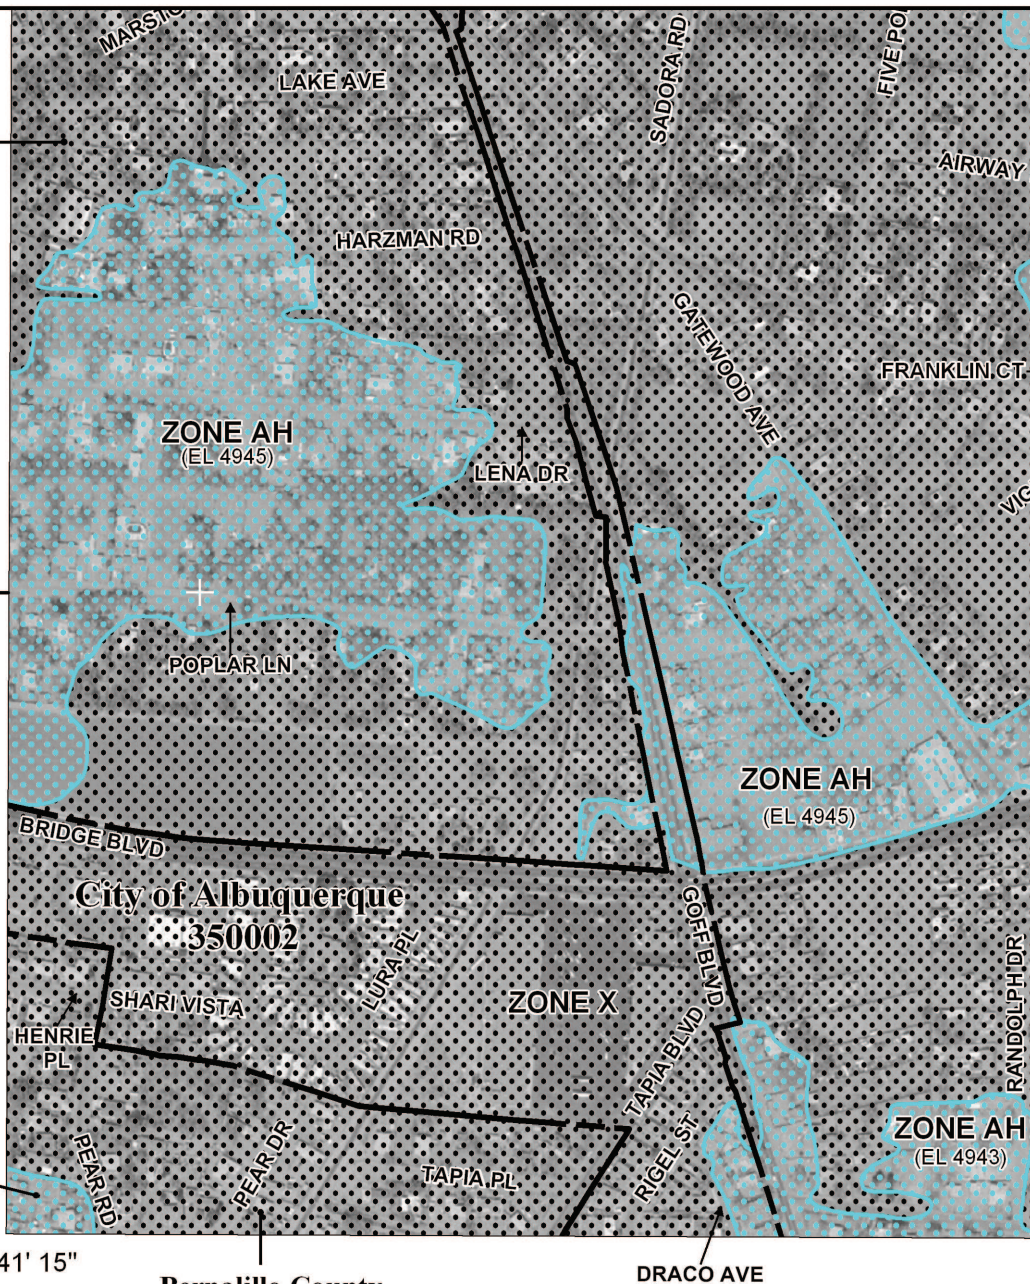 LAKE AVE
SADORA RD
AIRWAY
HARZMAN RD
GATEWOOD AVE
FRANKLIN CT
ZONE AH
(EL 4945)
LENA DR
POPLAR LN
ZONE AH
(EL 4945)
BRIDGE BLVD
City of Albuquerque
350002
GOFF BLVD
LURA PL
SHARI VISTA
ZONE X
HENRIE
PL
TAPIA BLVD
RANDOLPH DR
ZONE AH
(EL 4943)
PEAR RD
PEAR DR
TAPIA PL
RIGEL ST
41' 15"
Bernalillo County
DRACO AVE